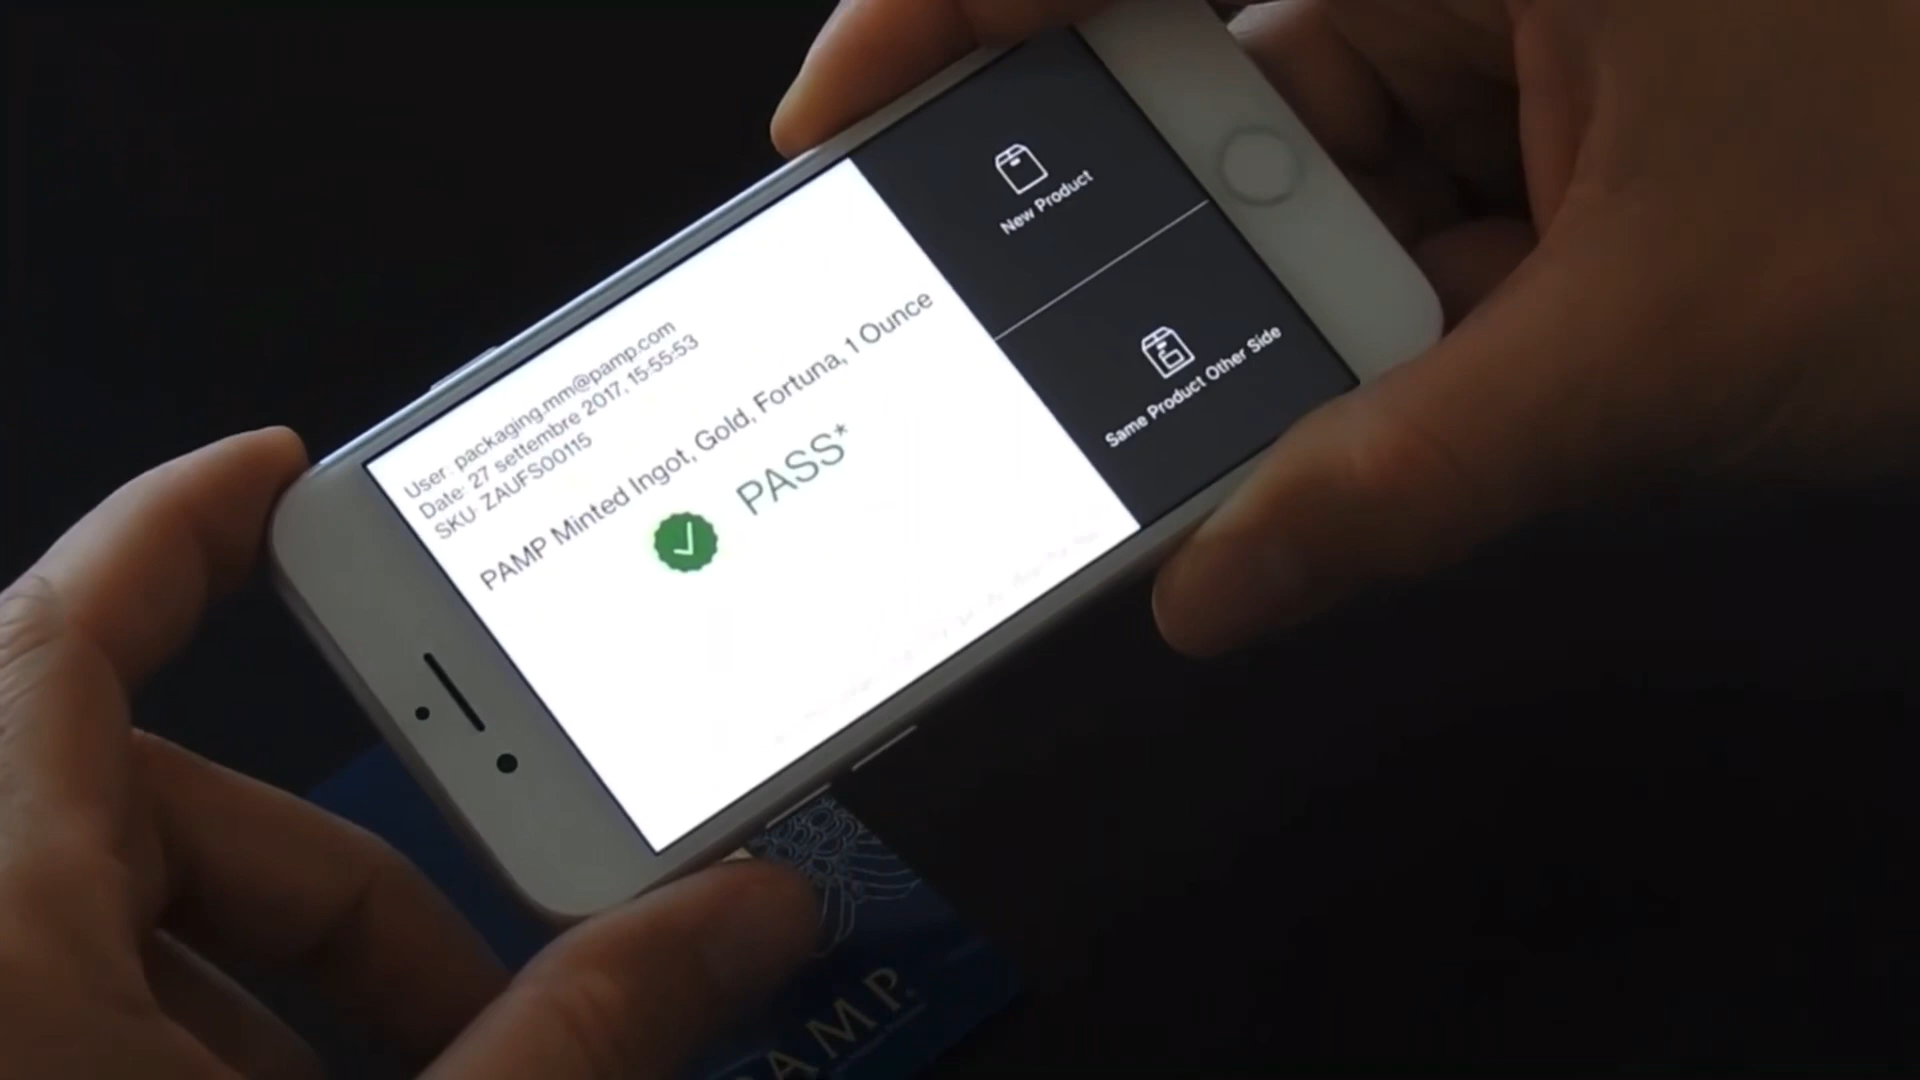 User: packaging.mm@pamp.com
Date: 27 settembre 2017, 15:55:53
SKU: ZAUFS00115
PAMP Minted Ingot, Gold, Fortuna, 1 Ounce
PASS*
New Product
Same Product Other Side
PAMP